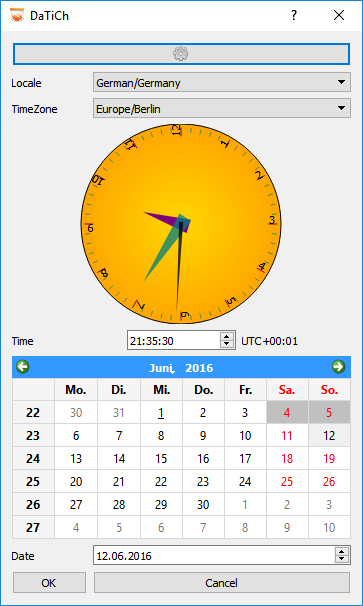 DaTiCh
Locale German/Germany
TimeZone Europe/Berlin
12
11 1
10 2
9 3
8 4
7 5
6
Time 21:35:30 UTC+00:01
Juni, 2016
Mo. Di. Mi. Do. Fr. Sa. So.
22 30 31 1 2 3 4 5
23 6 7 8 9 10 11 12
24 13 14 15 16 17 18 19
25 20 21 22 23 24 25 26
26 27 28 29 30 1 2 3
27 4 5 6 7 8 9 10
Date 12.06.2016
OK Cancel